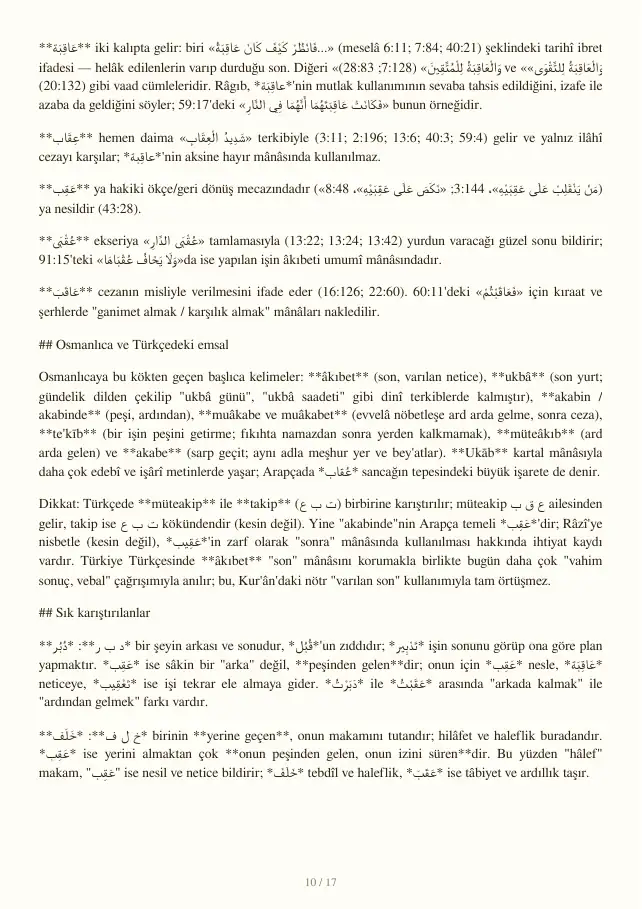 **عَاقِبَة** iki kalıpta gelir: biri «فَانْظُرْ كَيْفَ كَانَ عَاقِبَةُ...» (meselâ 6:11; 7:84; 40:21) şeklindeki tarihî ibret
ifadesi — helâk edilenlerin varıp durduğu son. Diğeri «وَالْعَاقِبَةُ لِلْمُتَّقِينَ» (7:128; 28:83) ve «وَالْعَاقِبَةُ لِلتَّقْوَى»
(20:132) gibi vaad cümleleridir. Râgıb, *عاقِبَة*'nin mutlak kullanımının sevaba tahsis edildiğini, izafe ile
azaba da geldiğini söyler; 59:17'deki «فَكَانَتْ عَاقِبَتَهُمَا أَنَّهُمَا فِي النَّارِ» bunun örneğidir.
**عِقَاب** hemen daima «شَدِيدُ الْعِقَابِ» terkibiyle (3:11; 2:196; 13:6; 40:3; 59:4) gelir ve yalnız ilâhî
cezayı karşılar; *عاقِبَة*'nin aksine hayır mânâsında kullanılmaz.
**عَقِب** ya hakiki ökçe/geri dönüş mecazındadır («مَن يَنْقَلِبْ عَلَى عَقِبَيْهِ»، 3:144; «نَكَصَ عَلَى عَقِبَيْهِ»، 8:48)
ya nesildir (43:28).
**عُقْبَى** ekseriya «عُقْبَى الدَّارِ» tamlamasıyla (13:22; 13:24; 13:42) yurdun varacağı güzel sonu bildirir;
91:15'teki «وَلَا يَخَافُ عُقْبَاهَا»da ise yapılan işin âkıbeti umumî mânâsındadır.
**عَاقَبَ** cezanın misliyle verilmesini ifade eder (16:126; 22:60). 60:11'deki «فَعَاقَبْتُمْ» için kıraat ve
şerhlerde "ganimet almak / karşılık almak" mânâları nakledilir.
## Osmanlıca ve Türkçedeki emsal
Osmanlıcaya bu kökten geçen başlıca kelimeler: **âkıbet** (son, varılan netice), **ukbâ** (son yurt;
gündelik dilden çekilip "ukbâ günü", "ukbâ saadeti" gibi dinî terkiblerde kalmıştır), **akabin /
akabinde** (peşi, ardından), **muâkabe ve muâkabet** (evvelâ nöbetleşe ard arda gelme, sonra ceza),
**te'kīb** (bir işin peşini getirme; fıkıhta namazdan sonra yerden kalkmamak), **müteâkıb** (ard
arda gelen) ve **akabe** (sarp geçit; aynı adla meşhur yer ve bey'atlar). **Ukāb** kartal mânâsıyla
daha çok edebî ve işârî metinlerde yaşar; Arapçada *عُقاب* sancağın tepesindeki büyük işarete de denir.
Dikkat: Türkçede **müteakip** ile **takip** (ت ب ع) birbirine karıştırılır; müteakip ع ق ب ailesinden
gelir, takip ise ت ب ع kökündendir (kesin değil). Yine "akabinde"nin Arapça temeli *عَقِب*'dir; Râzî'ye
nisbetle (kesin değil), *عَقِيب*'in zarf olarak "sonra" mânâsında kullanılması hakkında ihtiyat kaydı
vardır. Türkiye Türkçesinde **âkıbet** "son" mânâsını korumakla birlikte bugün daha çok "vahim
sonuç, vebal" çağrışımıyla anılır; bu, Kur'ân'daki nötr "varılan son" kullanımıyla tam örtüşmez.
## Sık karıştırılanlar
**د ب ر**: *دُبُر* bir şeyin arkası ve sonudur, *قُبُل*'un zıddıdır; *تَدْبِير* işin sonunu görüp ona göre plan
yapmaktır. *عَقِب* ise sâkin bir "arka" değil, **peşinden gelen**dir; onun için *عَقِب* nesle, *عَاقِبَة*
neticeye, *تَعْقِيب* ise işi tekrar ele almaya gider. *دَبَرْتُ* ile *عَقَبْتُ* arasında "arkada kalmak" ile
"ardından gelmek" farkı vardır.
**خ ل ف**: *خَلَف* birinin **yerine geçen**, onun makamını tutandır; hilâfet ve haleflik buradandır.
*عَقِب* ise yerini almaktan çok **onun peşinden gelen, onun izini süren**dir. Bu yüzden "hâlef"
makam, "عَقِب" ise nesil ve netice bildirir; *خَلَفَ* tebdîl ve haleflik, *عَقَبَ* ise tâbiyet ve ardıllık taşır.
10 / 17